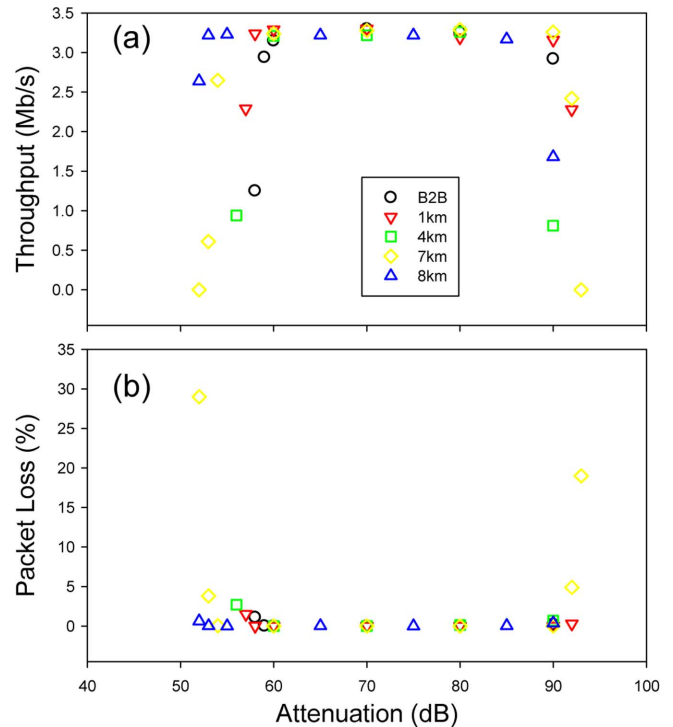 (a)
Throughput (Mb/s)
3.5
3.0
2.5
2.0
1.5
1.0
0.5
0.0
B2B
1km
4km
7km
8km
(b)
Packet Loss (%)
35
30
25
20
15
10
5
0
40 50 60 70 80 90 100
Attenuation (dB)